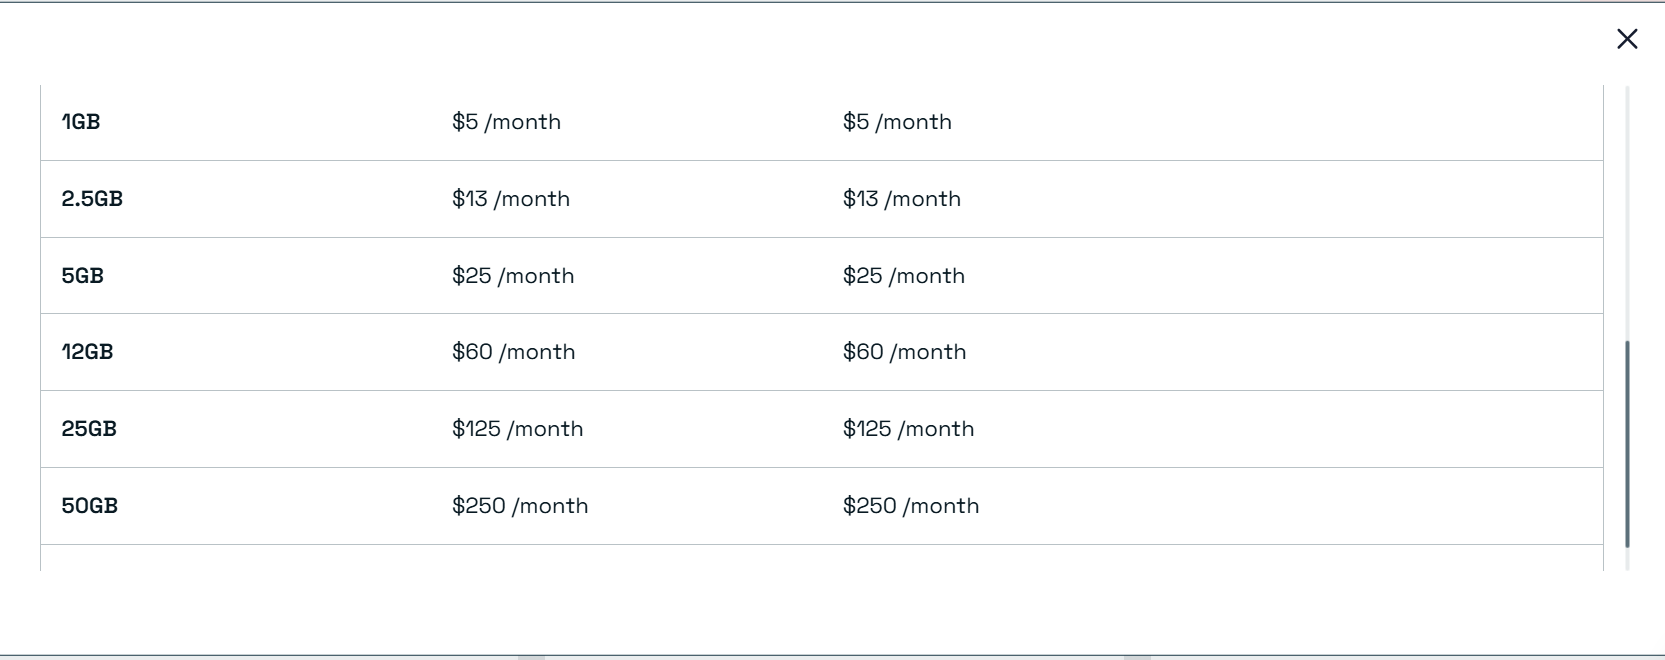 1GB $5 /month $5 /month
2.5GB $13 /month $13 /month
5GB $25 /month $25 /month
12GB $60 /month $60 /month
25GB $125 /month $125 /month
50GB $250 /month $250 /month